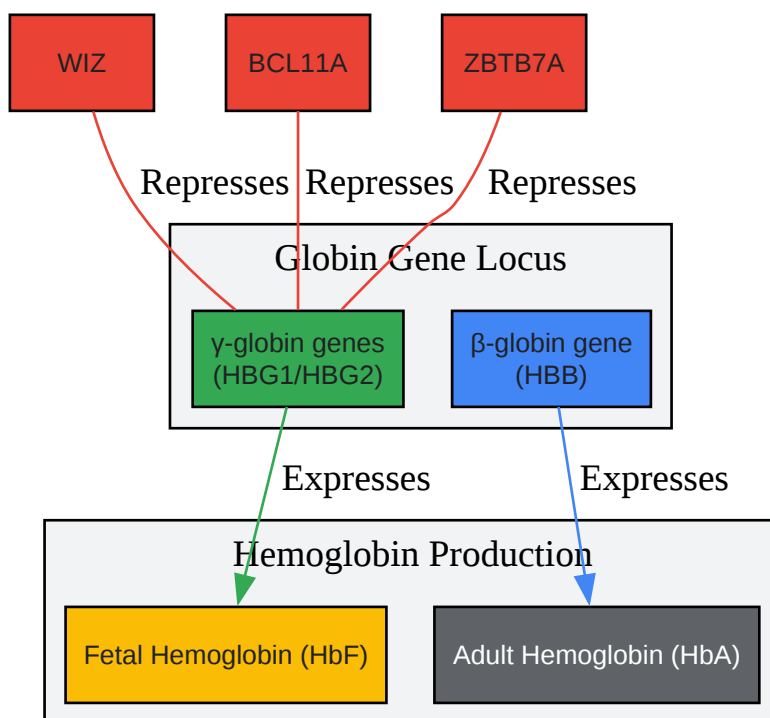 WIZ
BCL11A
ZBTB7A
Represses
Represses
Represses
Globin Gene Locus
γ-globin genes
(HBG1/HBG2)
β-globin gene
(HBB)
Expresses
Expresses
Hemoglobin Production
Fetal Hemoglobin (HbF)
Adult Hemoglobin (HbA)